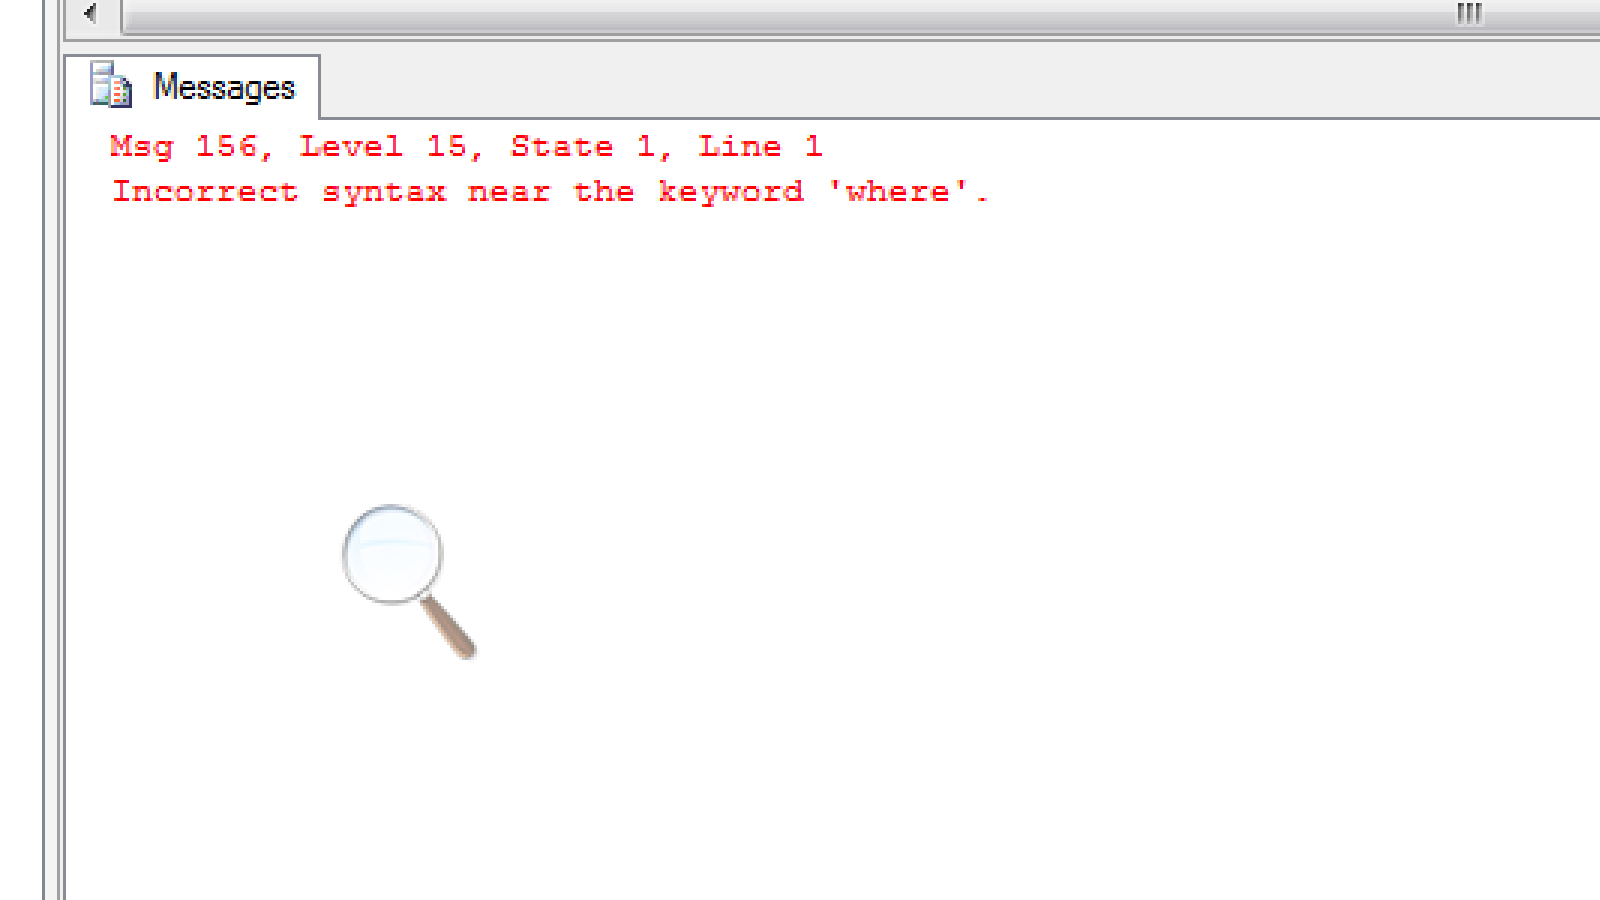 Messages
Msg 156, Level 15, State 1, Line 1
Incorrect syntax near the keyword 'where'.